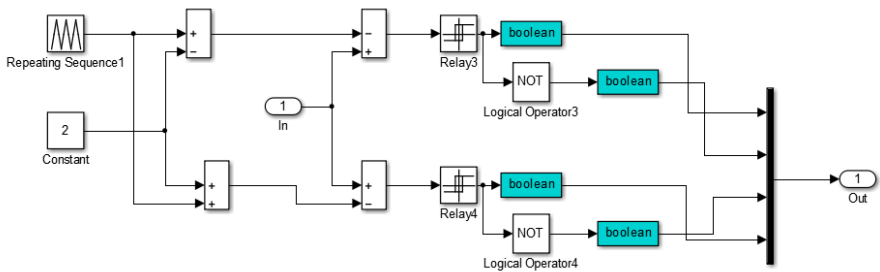 +
−
−
+
boolean
Repeating Sequence1
Relay3
NOT
boolean
Logical Operator3
1
In
2
Constant
+
+
+
−
boolean
Relay4
NOT
boolean
Logical Operator4
1
Out